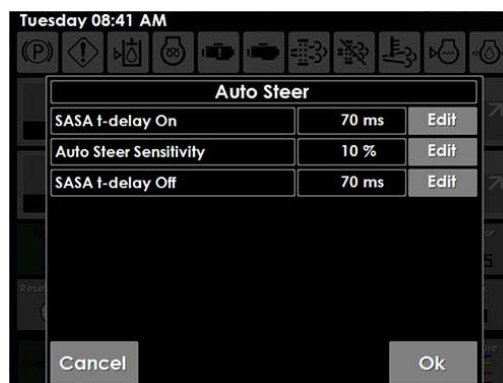 Tuesday 08:41 AM
Auto Steer
SASA t-delay On 70 ms Edit
Auto Steer Sensitivity 10 % Edit
SASA t-delay Off 70 ms Edit
Cancel Ok